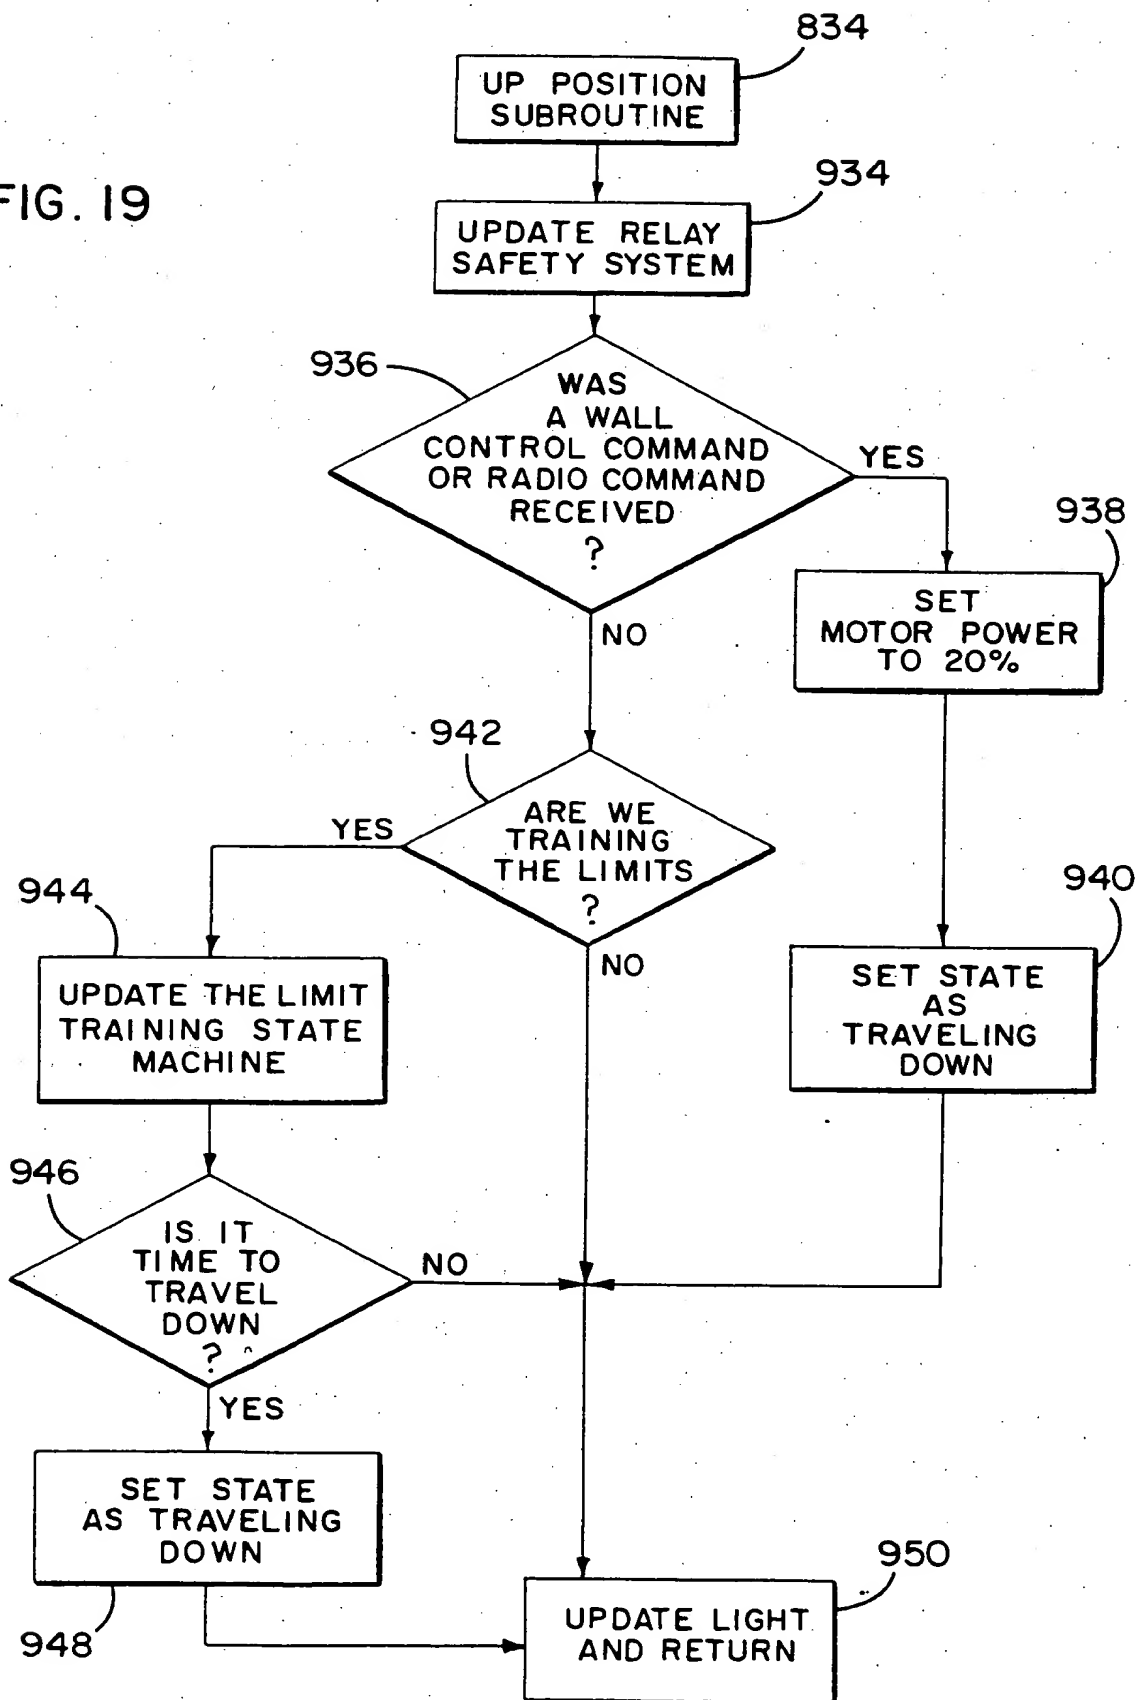 834
UP POSITION
SUBROUTINE
FIG. 19
934
UPDATE RELAY
SAFETY SYSTEM
936
WAS
A WALL
CONTROL COMMAND
OR RADIO COMMAND
RECEIVED
?
YES
NO
938
SET
MOTOR POWER
TO 20%
942
ARE WE
TRAINING
THE LIMITS
?
YES
NO
940
SET STATE
AS
TRAVELING
DOWN
944
UPDATE THE LIMIT
TRAINING STATE
MACHINE
946
IS IT
TIME TO
TRAVEL
DOWN
?
NO
YES
SET STATE
AS TRAVELING
DOWN
948
950
UPDATE LIGHT
AND RETURN